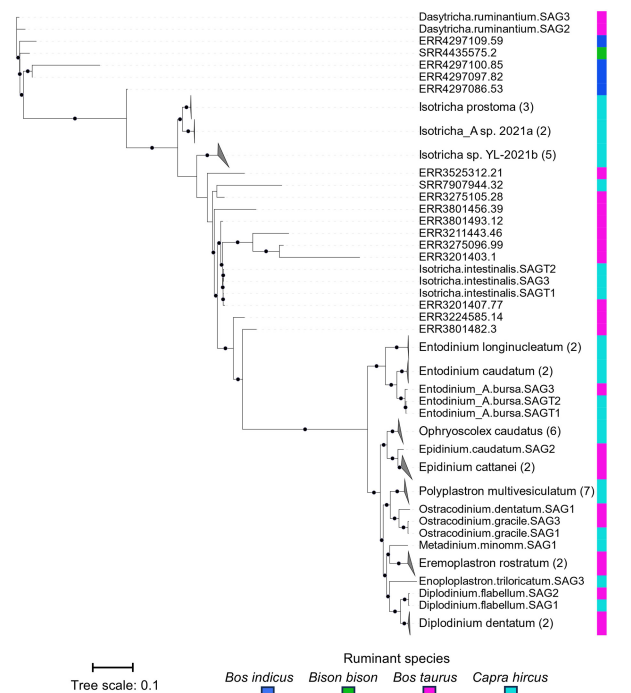 Dasytricha.ruminantium.SAG3
Dasytricha.ruminantium.SAG2
ERR4297109.59
SRR4435575.2
ERR4297100.85
ERR4297097.82
ERR4297086.53
Isotricha prostoma (3)
Isotricha_A sp. 2021a (2)
Isotricha sp. YL-2021b (5)
ERR3525312.21
SRR7907944.32
ERR3275105.28
ERR3801456.39
ERR3801493.12
ERR3211443.46
ERR3275096.99
ERR3201403.1
Isotricha.intestinalis.SAGT2
Isotricha.intestinalis.SAG3
Isotricha.intestinalis.SAGT1
ERR3201407.77
ERR3224585.14
ERR3801482.3
Entodinium longinucleatum (2)
Entodinium caudatum (2)
Entodinium_A.bursa.SAG3
Entodinium_A.bursa.SAGT2
Entodinium_A.bursa.SAGT1
Ophryoscolex caudatus (6)
Epidinium.caudatum.SAG2
Epidinium cattanei (2)
Polyplastron multivesiculatum (7)
Ostracodinium.dentatum.SAG1
Ostracodinium.gracile.SAG3
Ostracodinium.gracile.SAG1
Metadinium.minomm.SAG1
Eremoplastron rostratum (2)
Enoploplastron.triloricatum.SAG3
Diplodinium.flabellum.SAG2
Diplodinium.flabellum.SAG1
Diplodinium dentatum (2)
Ruminant species
Bos indicus Bison bison Bos taurus Capra hircus
Tree scale: 0.1